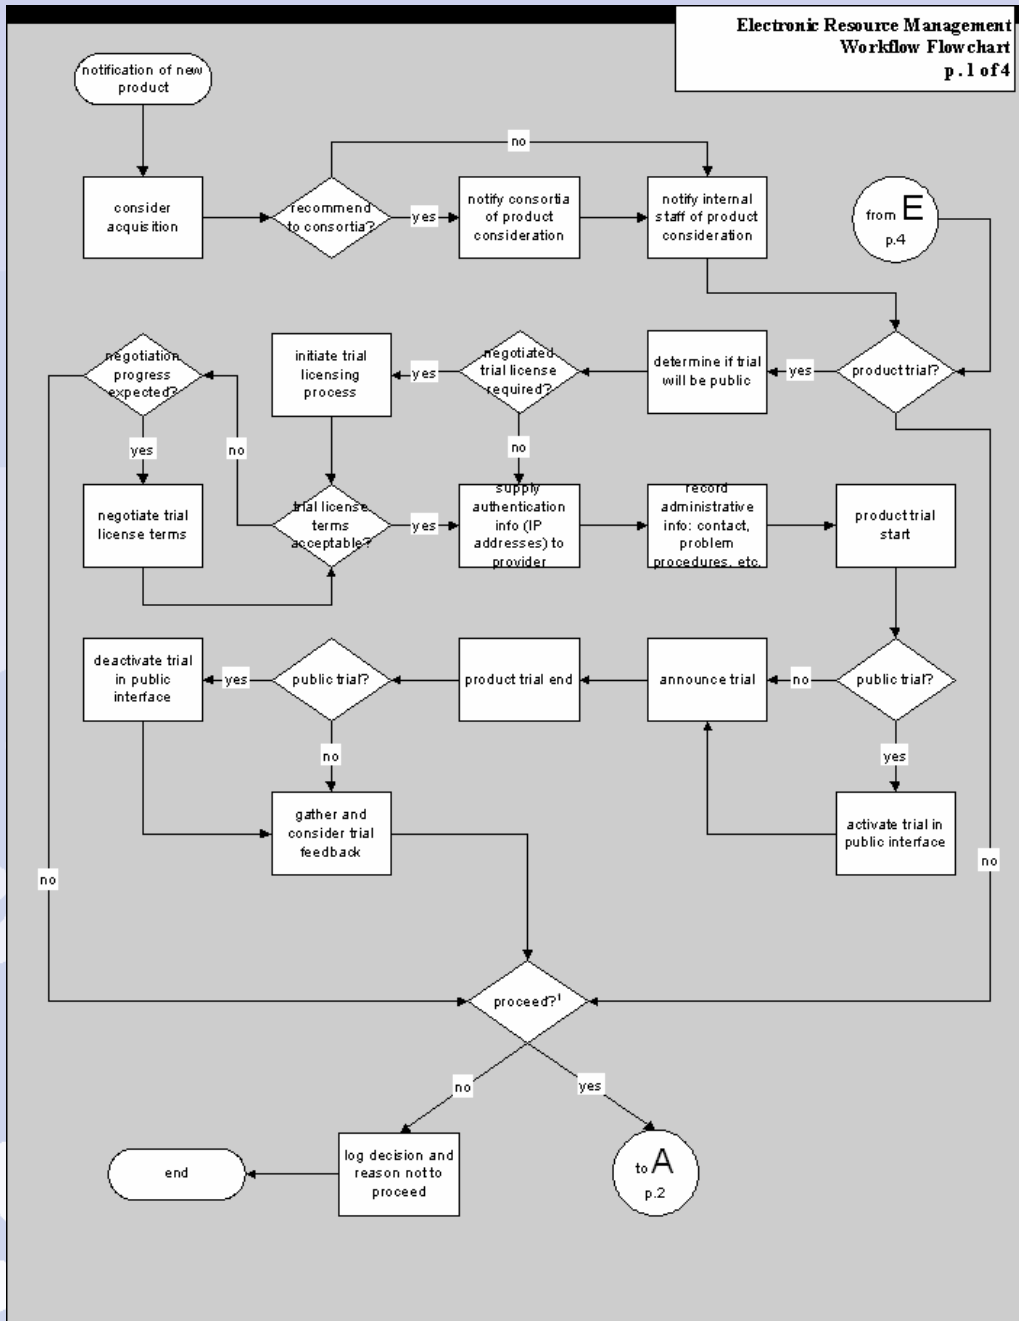 Electronic Resource Management
Workflow Flowchart
p. 1 of 4
notification of new
product
no
consider
acquisition
recommend
to consortia?
yes
notify consortia
of product
consideration
notify internal
staff of product
consideration
from E
p.4
negotiation
progress
expected?
initiate trial
licensing
process
yes
negotiated
trial license
required?
determine if trial
will be public
yes
product trial?
yes
no
no
negotiate trial
license terms
trial license
terms
acceptable?
yes
supply
authentication
info (IP
addresses) to
provider
record
administrative
info: contact,
problem
procedures, etc.
product trial
start
deactivate trial
in public
interface
yes
public trial?
product trial end
announce trial
no
public trial?
no
yes
gather and
consider trial
feedback
activate trial in
public interface
no
no
proceed?¹
no
yes
end
log decision and
reason not to
proceed
to A
p.2